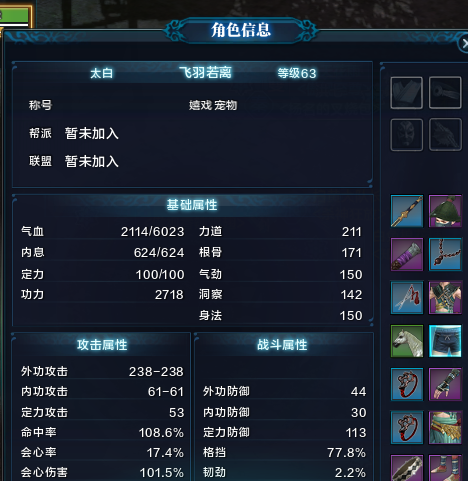 角色信息
太白 飞羽若离 等级63
称号 嬉戏宠物
帮派 暂未加入
联盟 暂未加入
基础属性
气血 2114/6023 力道 211
内息 624/624 根骨 171
定力 100/100 气劲 150
功力 2718 洞察 142
身法 150
攻击属性 战斗属性
外功攻击 238-238
内功攻击 61-61 外功防御 44
定力攻击 53 内功防御 30
命中率 108.6% 定力防御 113
会心率 17.4% 格挡 77.8%
会心伤害 101.5% 韧劲 2.2%